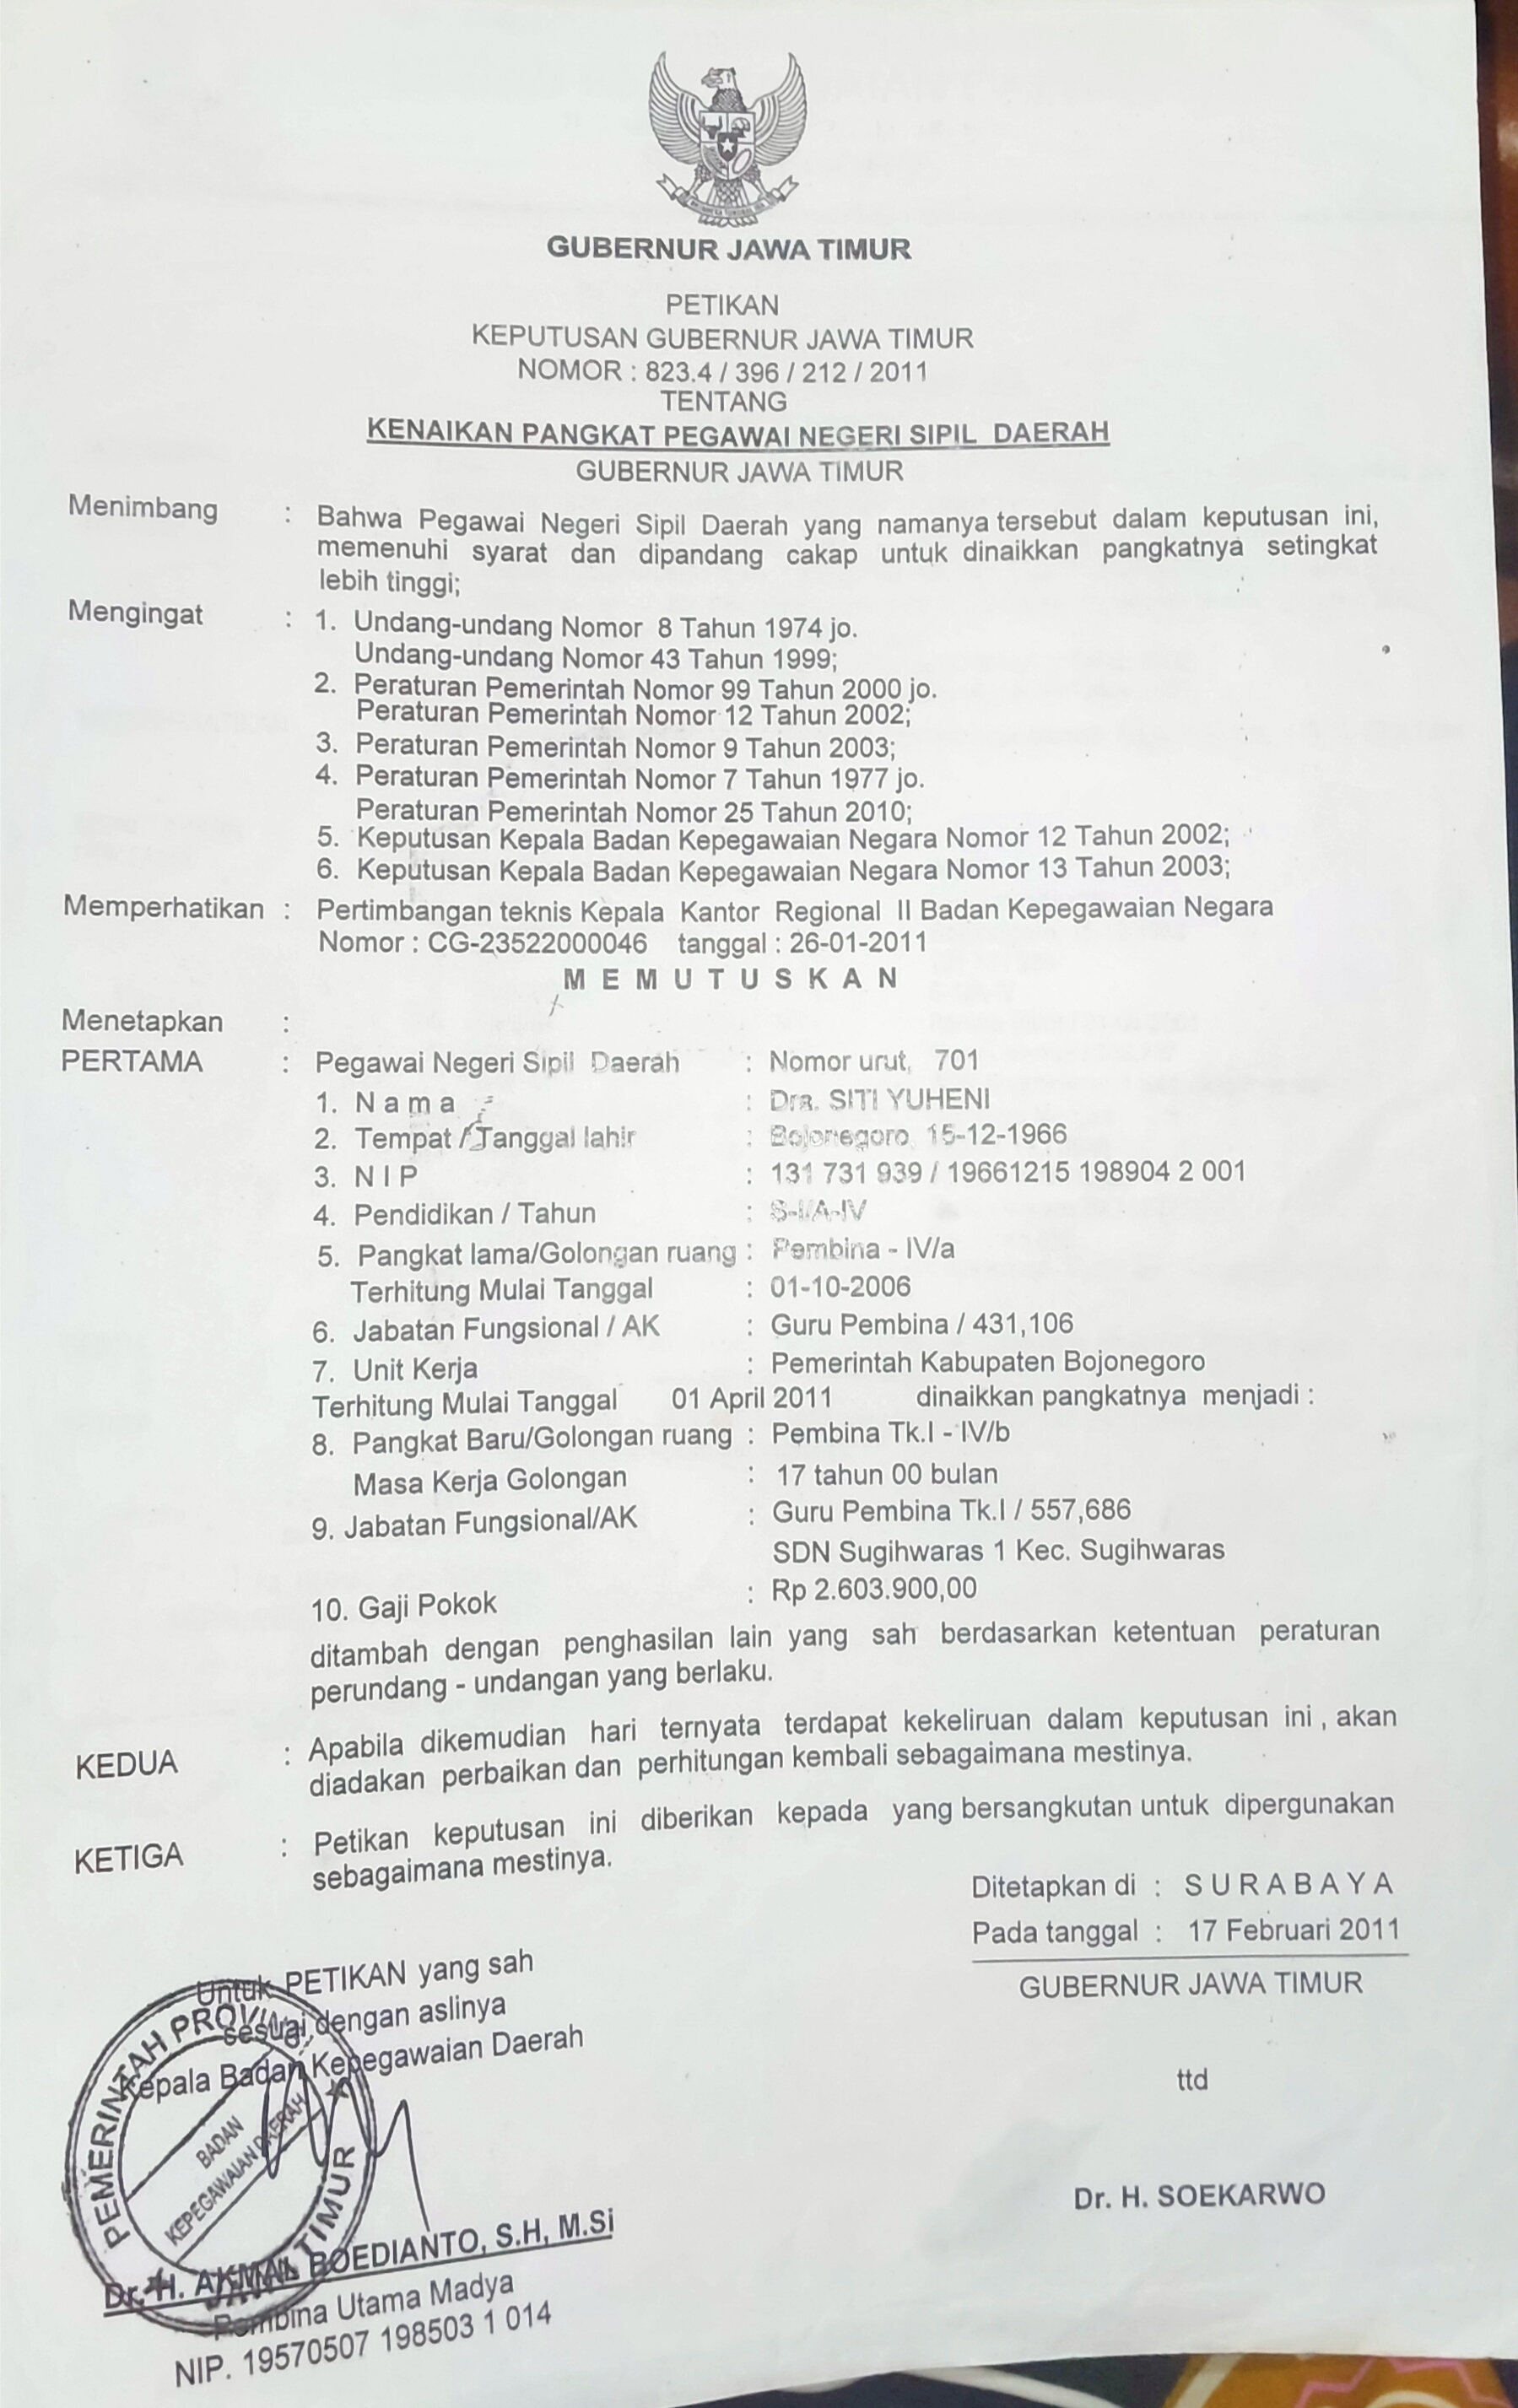 GUBERNUR JAWA TIMUR
PETIKAN
KEPUTUSAN GUBERNUR JAWA TIMUR
NOMOR : 823.4 / 396 / 212 / 2011
TENTANG
KENAIKAN PANGKAT PEGAWAI NEGERI SIPIL DAERAH
GUBERNUR JAWA TIMUR
Menimbang : Bahwa Pegawai Negeri Sipil Daerah yang namanya tersebut dalam keputusan ini,
memenuhi syarat dan dipandang cakap untuk dinaikkan pangkatnya setingkat
lebih tinggi;
Mengingat : 1. Undang-undang Nomor 8 Tahun 1974 jo.
Undang-undang Nomor 43 Tahun 1999;
2. Peraturan Pemerintah Nomor 99 Tahun 2000 jo.
Peraturan Pemerintah Nomor 12 Tahun 2002;
3. Peraturan Pemerintah Nomor 9 Tahun 2003;
4. Peraturan Pemerintah Nomor 7 Tahun 1977 jo.
Peraturan Pemerintah Nomor 25 Tahun 2010;
5. Keputusan Kepala Badan Kepegawaian Negara Nomor 12 Tahun 2002;
6. Keputusan Kepala Badan Kepegawaian Negara Nomor 13 Tahun 2003;
Memperhatikan : Pertimbangan teknis Kepala Kantor Regional II Badan Kepegawaian Negara
Nomor : CG-23522000046 tanggal : 26-01-2011
M E M U T U S K A N
Menetapkan :
PERTAMA : Pegawai Negeri Sipil Daerah : Nomor urut, 701
1. N a m a : Dra. SITI YUHENI
2. Tempat / Tanggal lahir : Bojonegoro, 15-12-1966
3. N I P : 131 731 939 / 19661215 198904 2 001
4. Pendidikan / Tahun : S-I/A-IV
5. Pangkat lama/Golongan ruang : Pembina - IV/a
Terhitung Mulai Tanggal : 01-10-2006
6. Jabatan Fungsional / AK : Guru Pembina / 431,106
7. Unit Kerja : Pemerintah Kabupaten Bojonegoro
Terhitung Mulai Tanggal 01 April 2011 dinaikkan pangkatnya menjadi :
8. Pangkat Baru/Golongan ruang : Pembina Tk.I - IV/b
Masa Kerja Golongan : 17 tahun 00 bulan
9. Jabatan Fungsional/AK : Guru Pembina Tk.I / 557,686
SDN Sugihwaras 1 Kec. Sugihwaras
10. Gaji Pokok : Rp 2.603.900,00
ditambah dengan penghasilan lain yang sah berdasarkan ketentuan peraturan
perundang - undangan yang berlaku.
KEDUA : Apabila dikemudian hari ternyata terdapat kekeliruan dalam keputusan ini , akan
diadakan perbaikan dan perhitungan kembali sebagaimana mestinya.
KETIGA : Petikan keputusan ini diberikan kepada yang bersangkutan untuk dipergunakan
sebagaimana mestinya.
Ditetapkan di : S U R A B A Y A
Pada tanggal : 17 Februari 2011
GUBERNUR JAWA TIMUR
ttd
Dr. H. SOEKARWO
Untuk PETIKAN yang sah
sesuai dengan aslinya
Kepala Badan Kepegawaian Daerah
PEMERINTAH PROVINSI
BADAN
KEPEGAWAIAN DAERAH
JAWA TIMUR
Dr. H. AKMAL BOEDIANTO, S.H, M.Si
Pembina Utama Madya
NIP. 19570507 198503 1 014